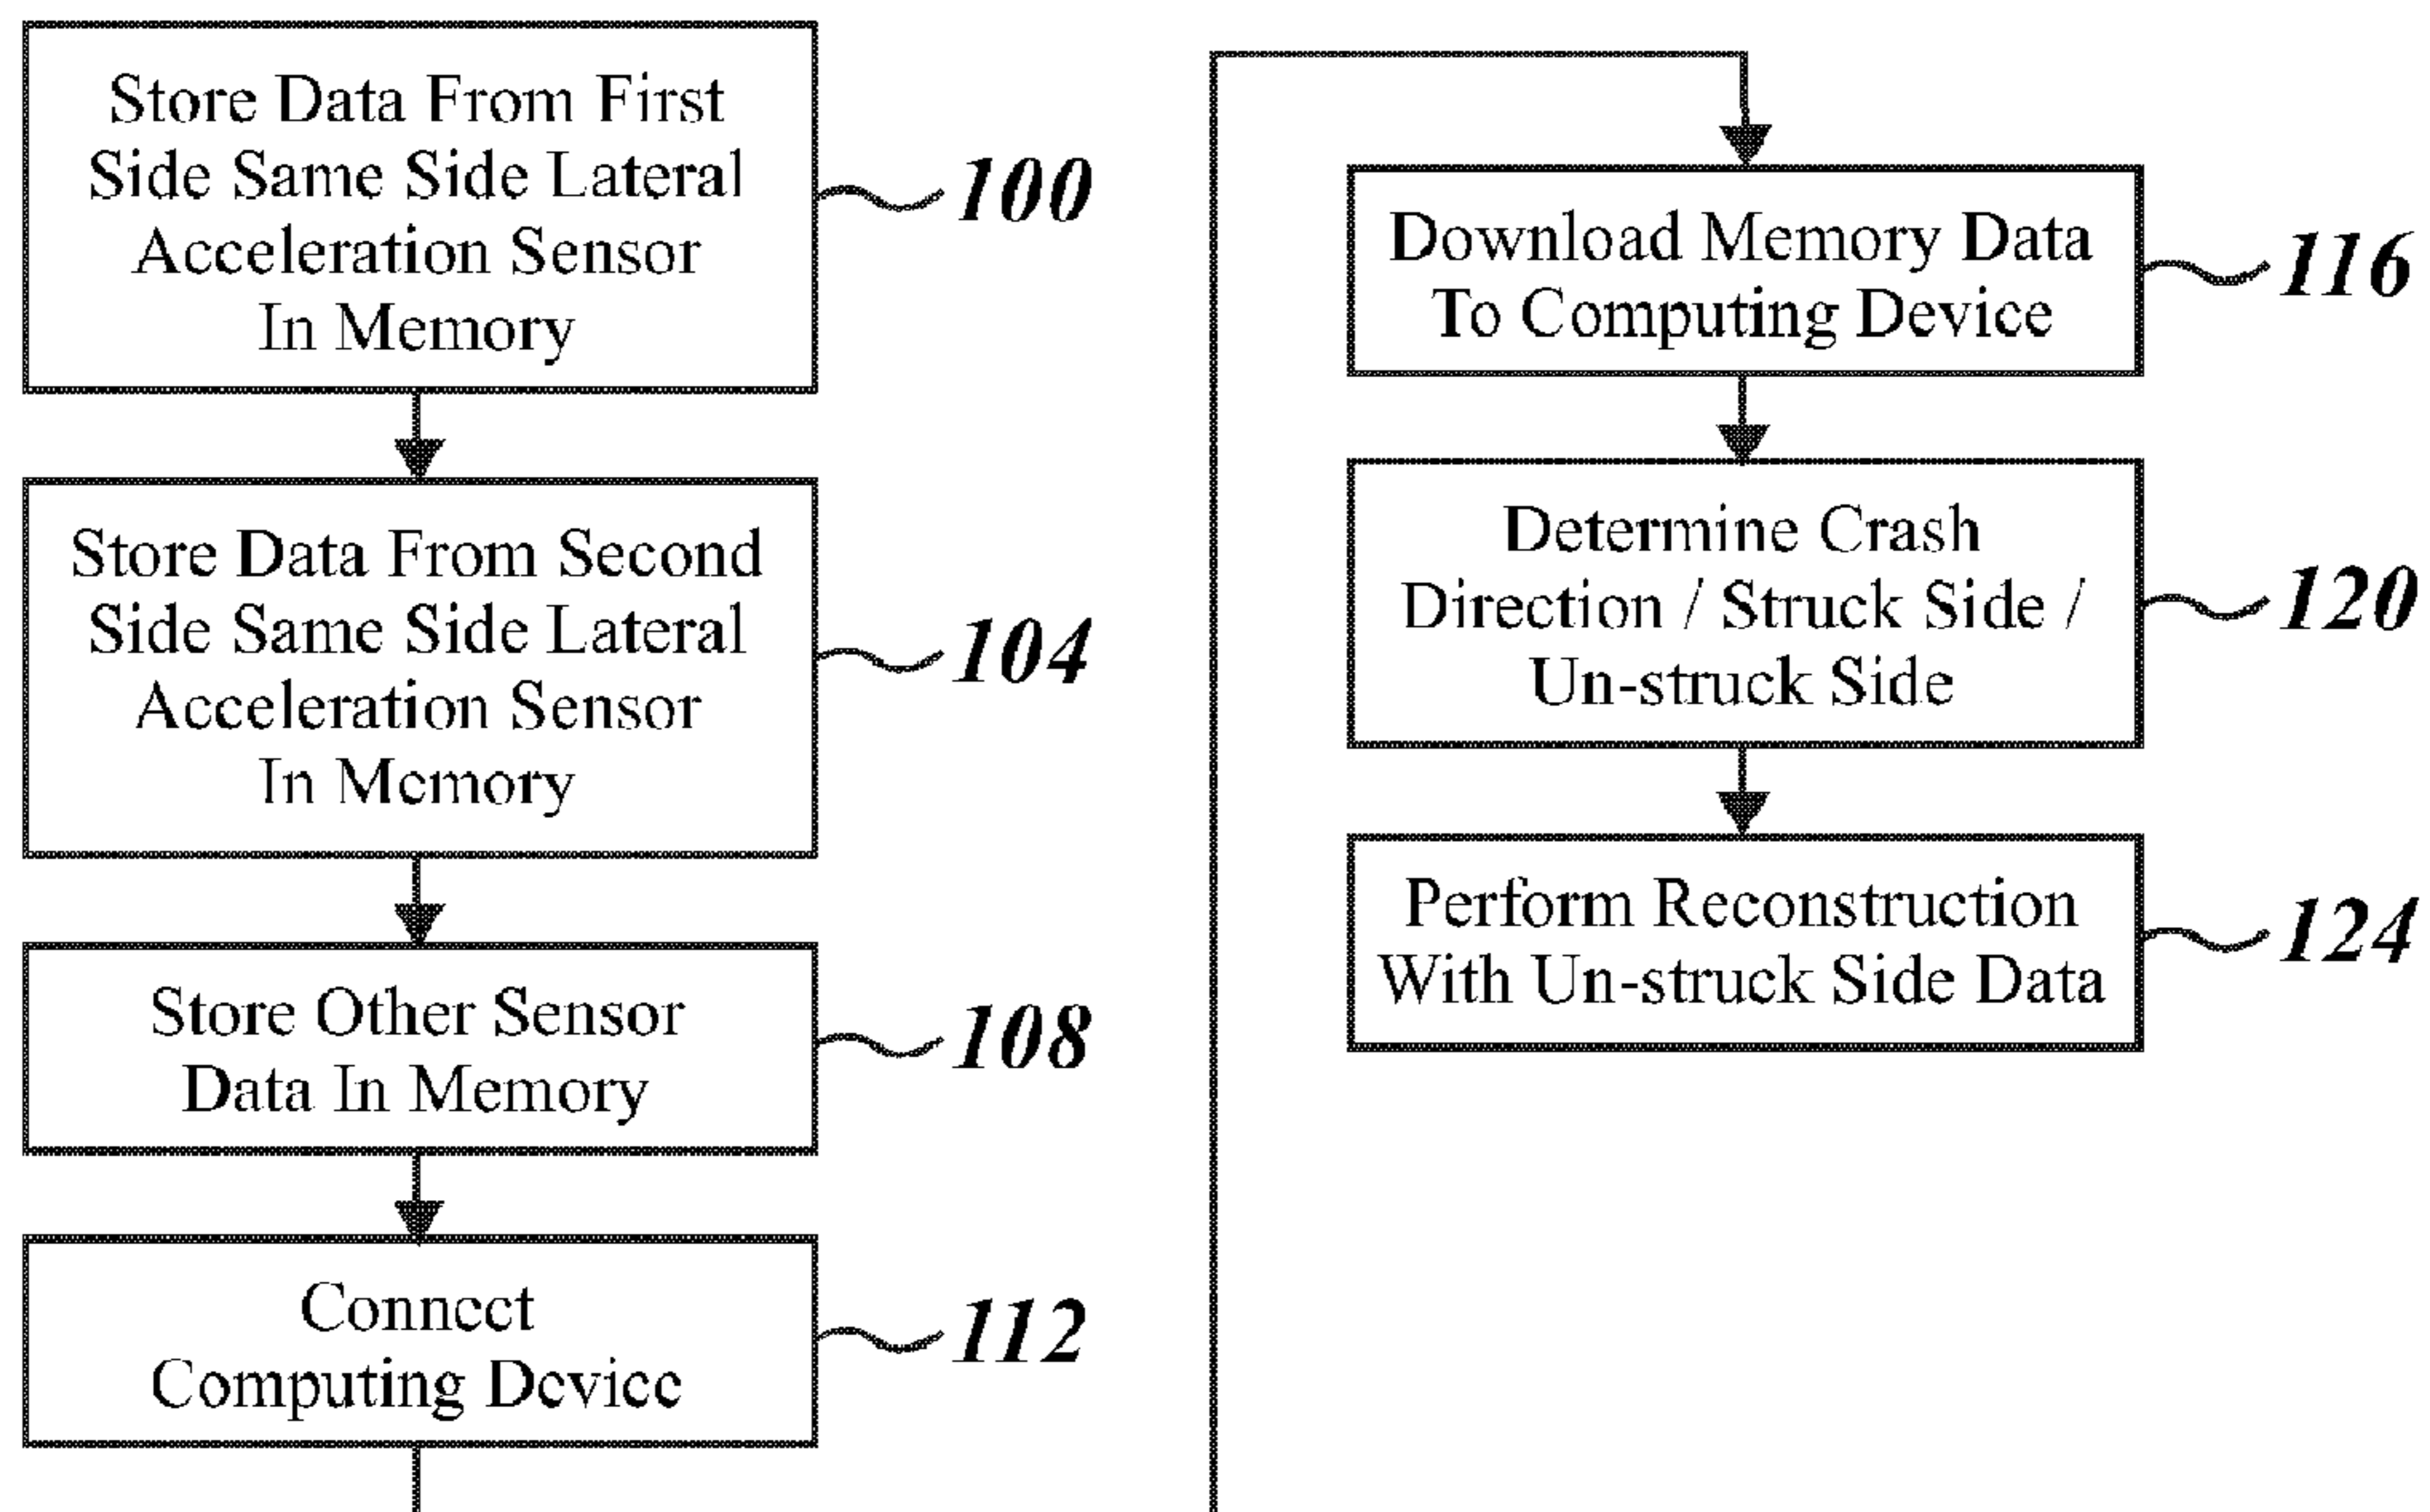 Store Data From First
Side Same Side Lateral
Acceleration Sensor
In Memory
100
Store Data From Second
Side Same Side Lateral
Acceleration Sensor
In Memory
104
Store Other Sensor
Data In Memory
108
Connect
Computing Device
112
Download Memory Data
To Computing Device
116
Determine Crash
Direction / Struck Side /
Un-struck Side
120
Perform Reconstruction
With Un-struck Side Data
124